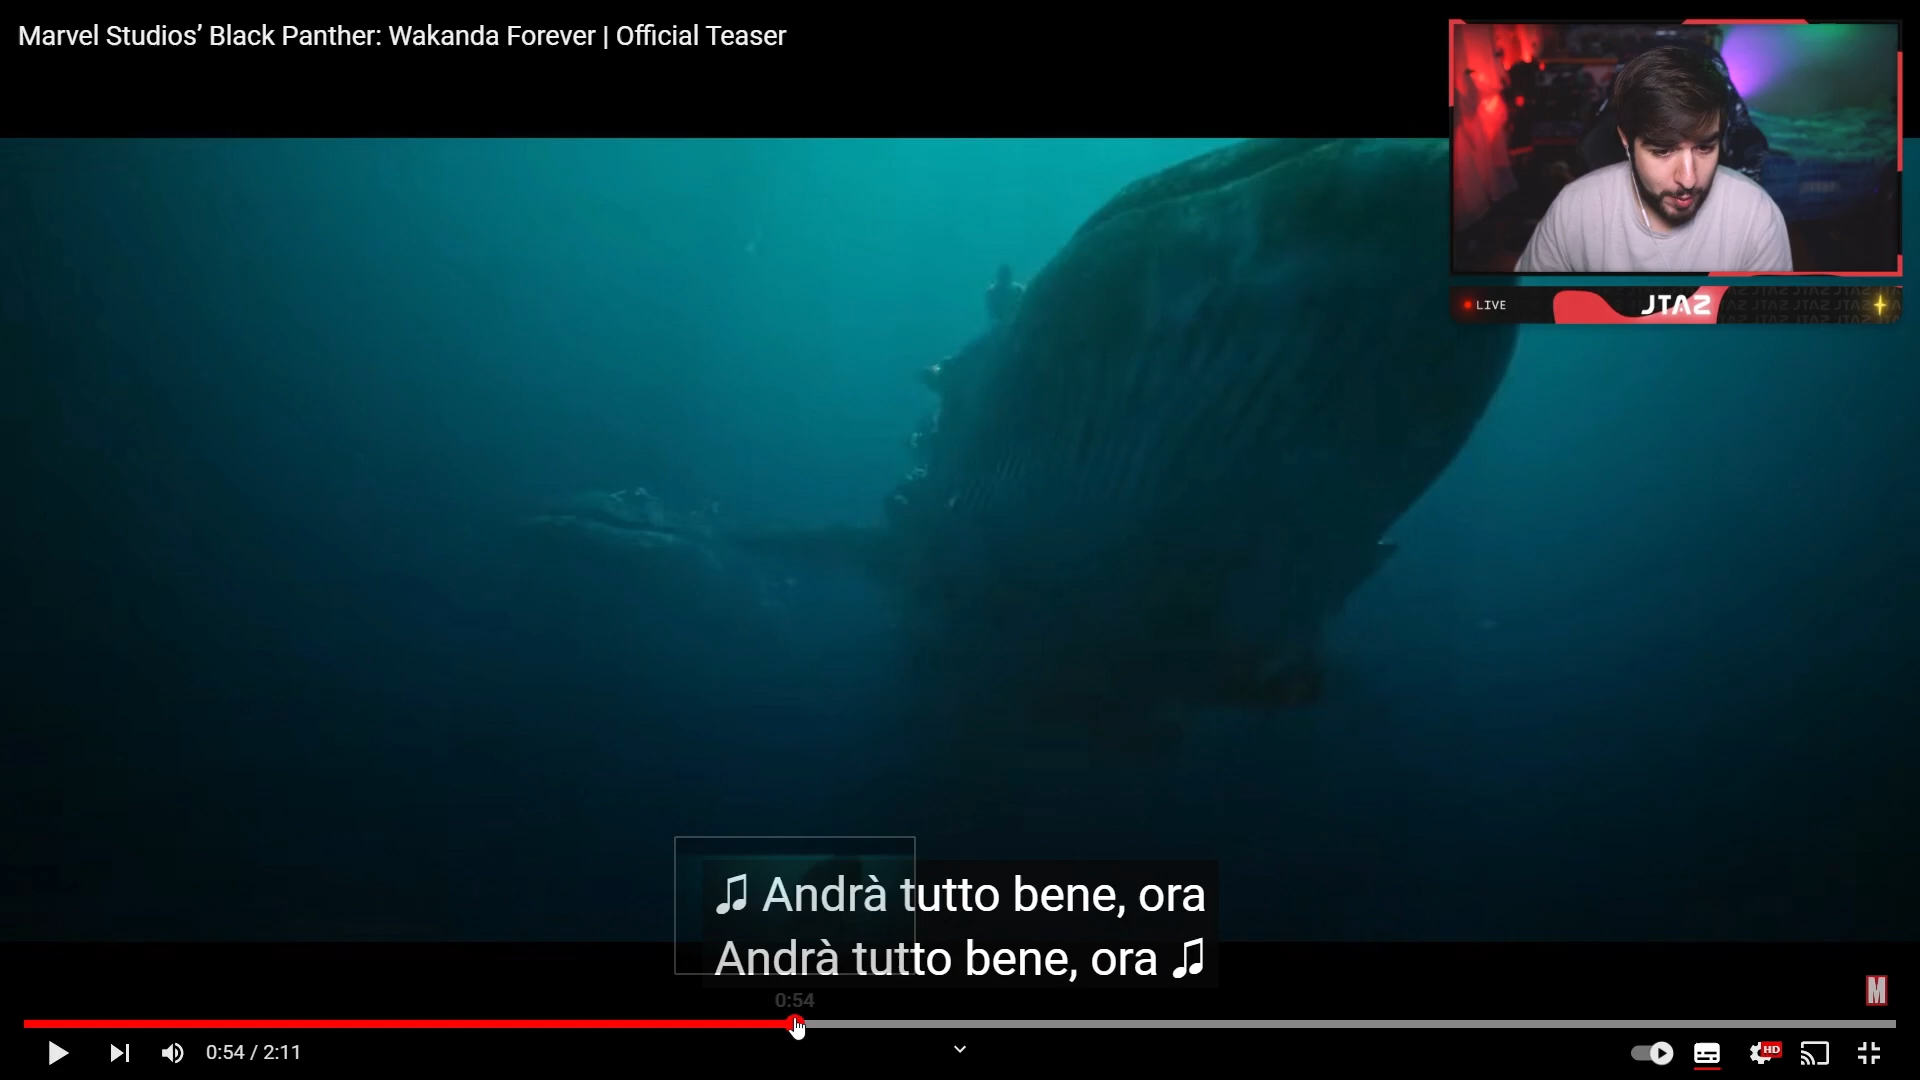 Marvel Studios’ Black Panther: Wakanda Forever | Official Teaser
LIVE
JTAZ
♫ Andrà tutto bene, ora
Andrà tutto bene, ora ♫
0:54
M
0:54 / 2:11
HD